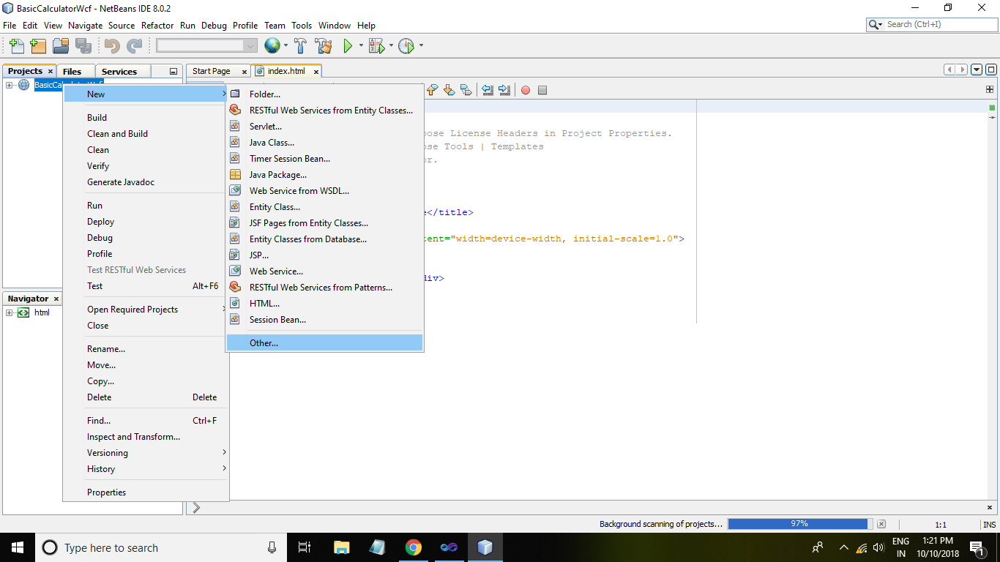 BasicCalculatorWcf - NetBeans IDE 8.0.2
File Edit View Navigate Source Refactor Run Debug Profile Team Tools Window Help
Search (Ctrl+I)
Projects
Files
Services
Start Page
index.html
New
Build
Clean and Build
Clean
Verify
Generate Javadoc
Run
Deploy
Debug
Profile
Test RESTful Web Services
Test Alt+F6
Open Required Projects
Close
Rename...
Move...
Copy...
Delete Delete
Find... Ctrl+F
Inspect and Transform...
Versioning
History
Properties
Folder...
RESTful Web Services from Entity Classes...
Servlet...
Java Class...
Timer Session Bean...
Java Package...
Web Service from WSDL...
Entity Class...
JSF Pages from Entity Classes...
Entity Classes from Database...
JSP...
Web Service...
RESTful Web Services from Patterns...
HTML...
Session Bean...
Other...
oose License Headers in Project Properties.
ose Tools | Templates
or.
e</title>
tent="width=device-width, initial-scale=1.0">
div>
Navigator
html
Background scanning of projects... 97%
1:1
INS
Type here to search
ENG
IN
1:21 PM
10/10/2018
1